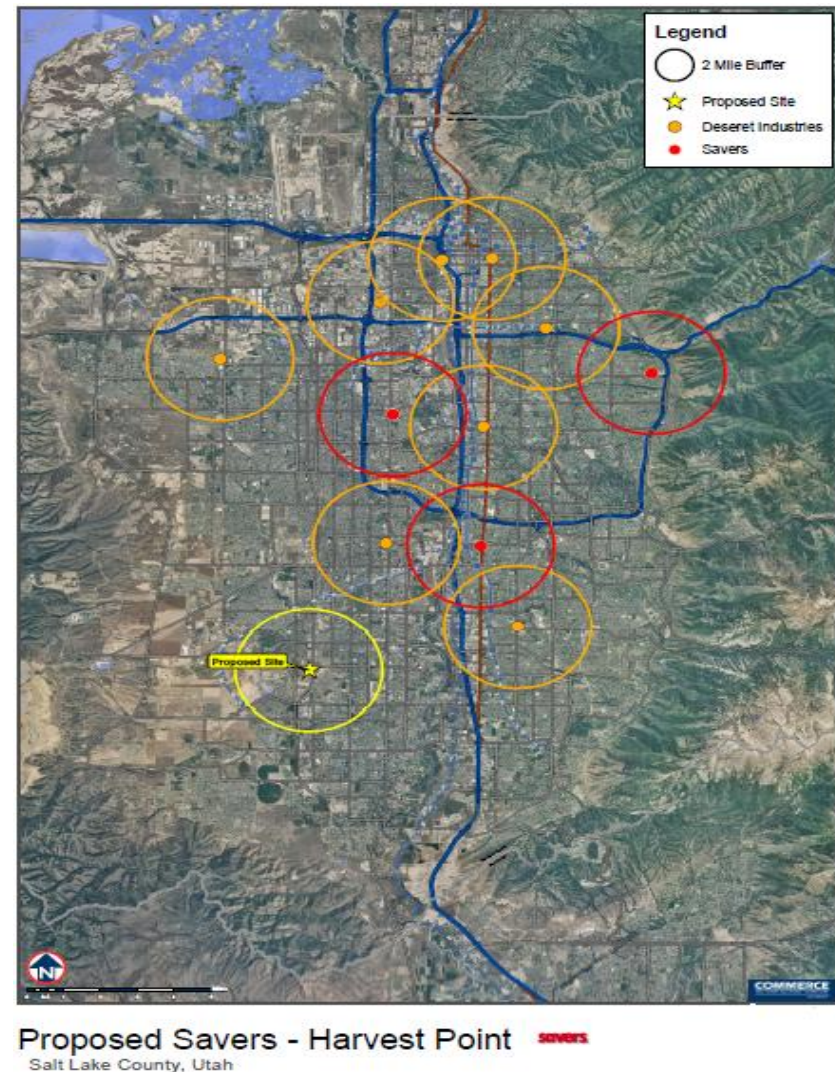 Legend
2 Mile Buffer
Proposed Site
Deseret Industries
Savers
Proposed Site
N
COMMERCE
Proposed Savers - Harvest Point
savers
Salt Lake County, Utah